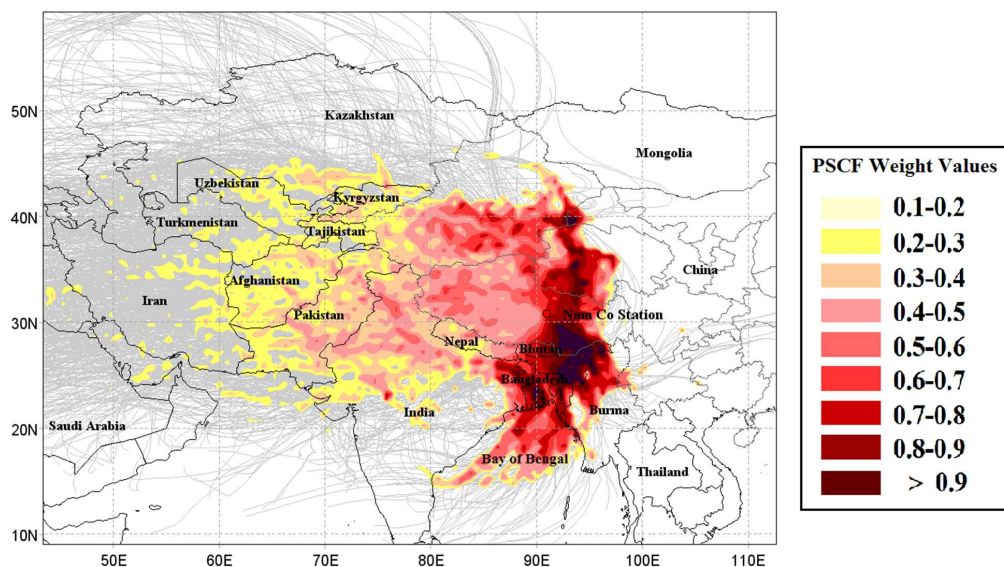 50N
40N
30N
20N
10N
50E
60E
70E
80E
90E
100E
110E
Kazakhstan
Mongolia
Uzbekistan
Kyrgyzstan
Turkmenistan
Tajikistan
China
Afghanistan
Iran
Pakistan
Nam Co Station
Nepal
Bhutan
Bangladesh
India
Burma
Saudi Arabia
Bay of Bengal
Thailand
PSCF Weight Values
0.1-0.2
0.2-0.3
0.3-0.4
0.4-0.5
0.5-0.6
0.6-0.7
0.7-0.8
0.8-0.9
> 0.9